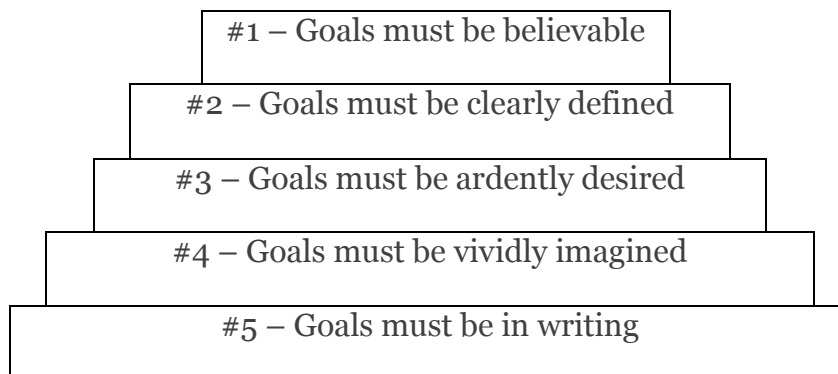 #1 – Goals must be believable
#2 – Goals must be clearly defined
#3 – Goals must be ardently desired
#4 – Goals must be vividly imagined
#5 – Goals must be in writing